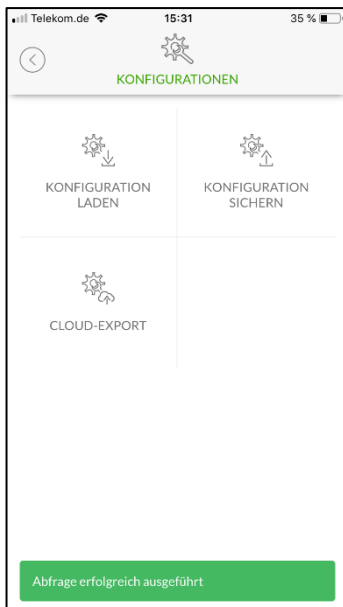 Telekom.de 15:31 35 %
KONFIGURATIONEN
KONFIGURATION
LADEN
KONFIGURATION
SICHERN
CLOUD-EXPORT
Abfrage erfolgreich ausgeführt